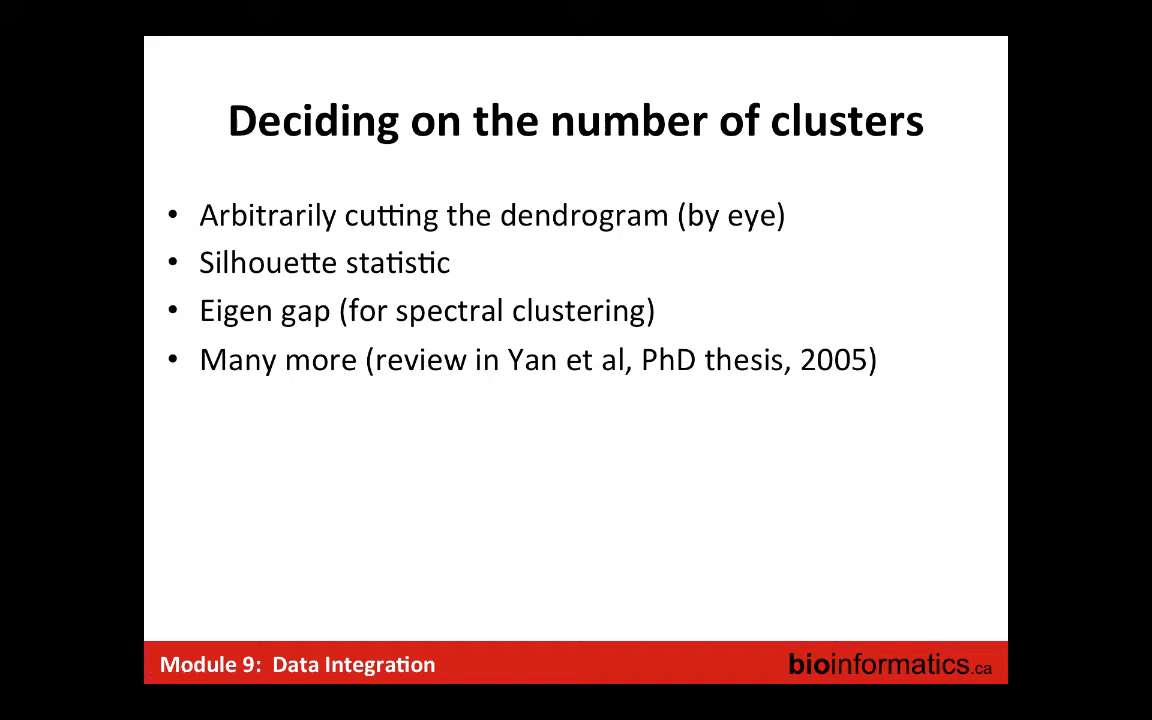 Deciding on the number of clusters
• Arbitrarily cutting the dendrogram (by eye)
• Silhouette statistic
• Eigen gap (for spectral clustering)
• Many more (review in Yan et al, PhD thesis, 2005)
Module 9: Data Integration
bioinformatics.ca